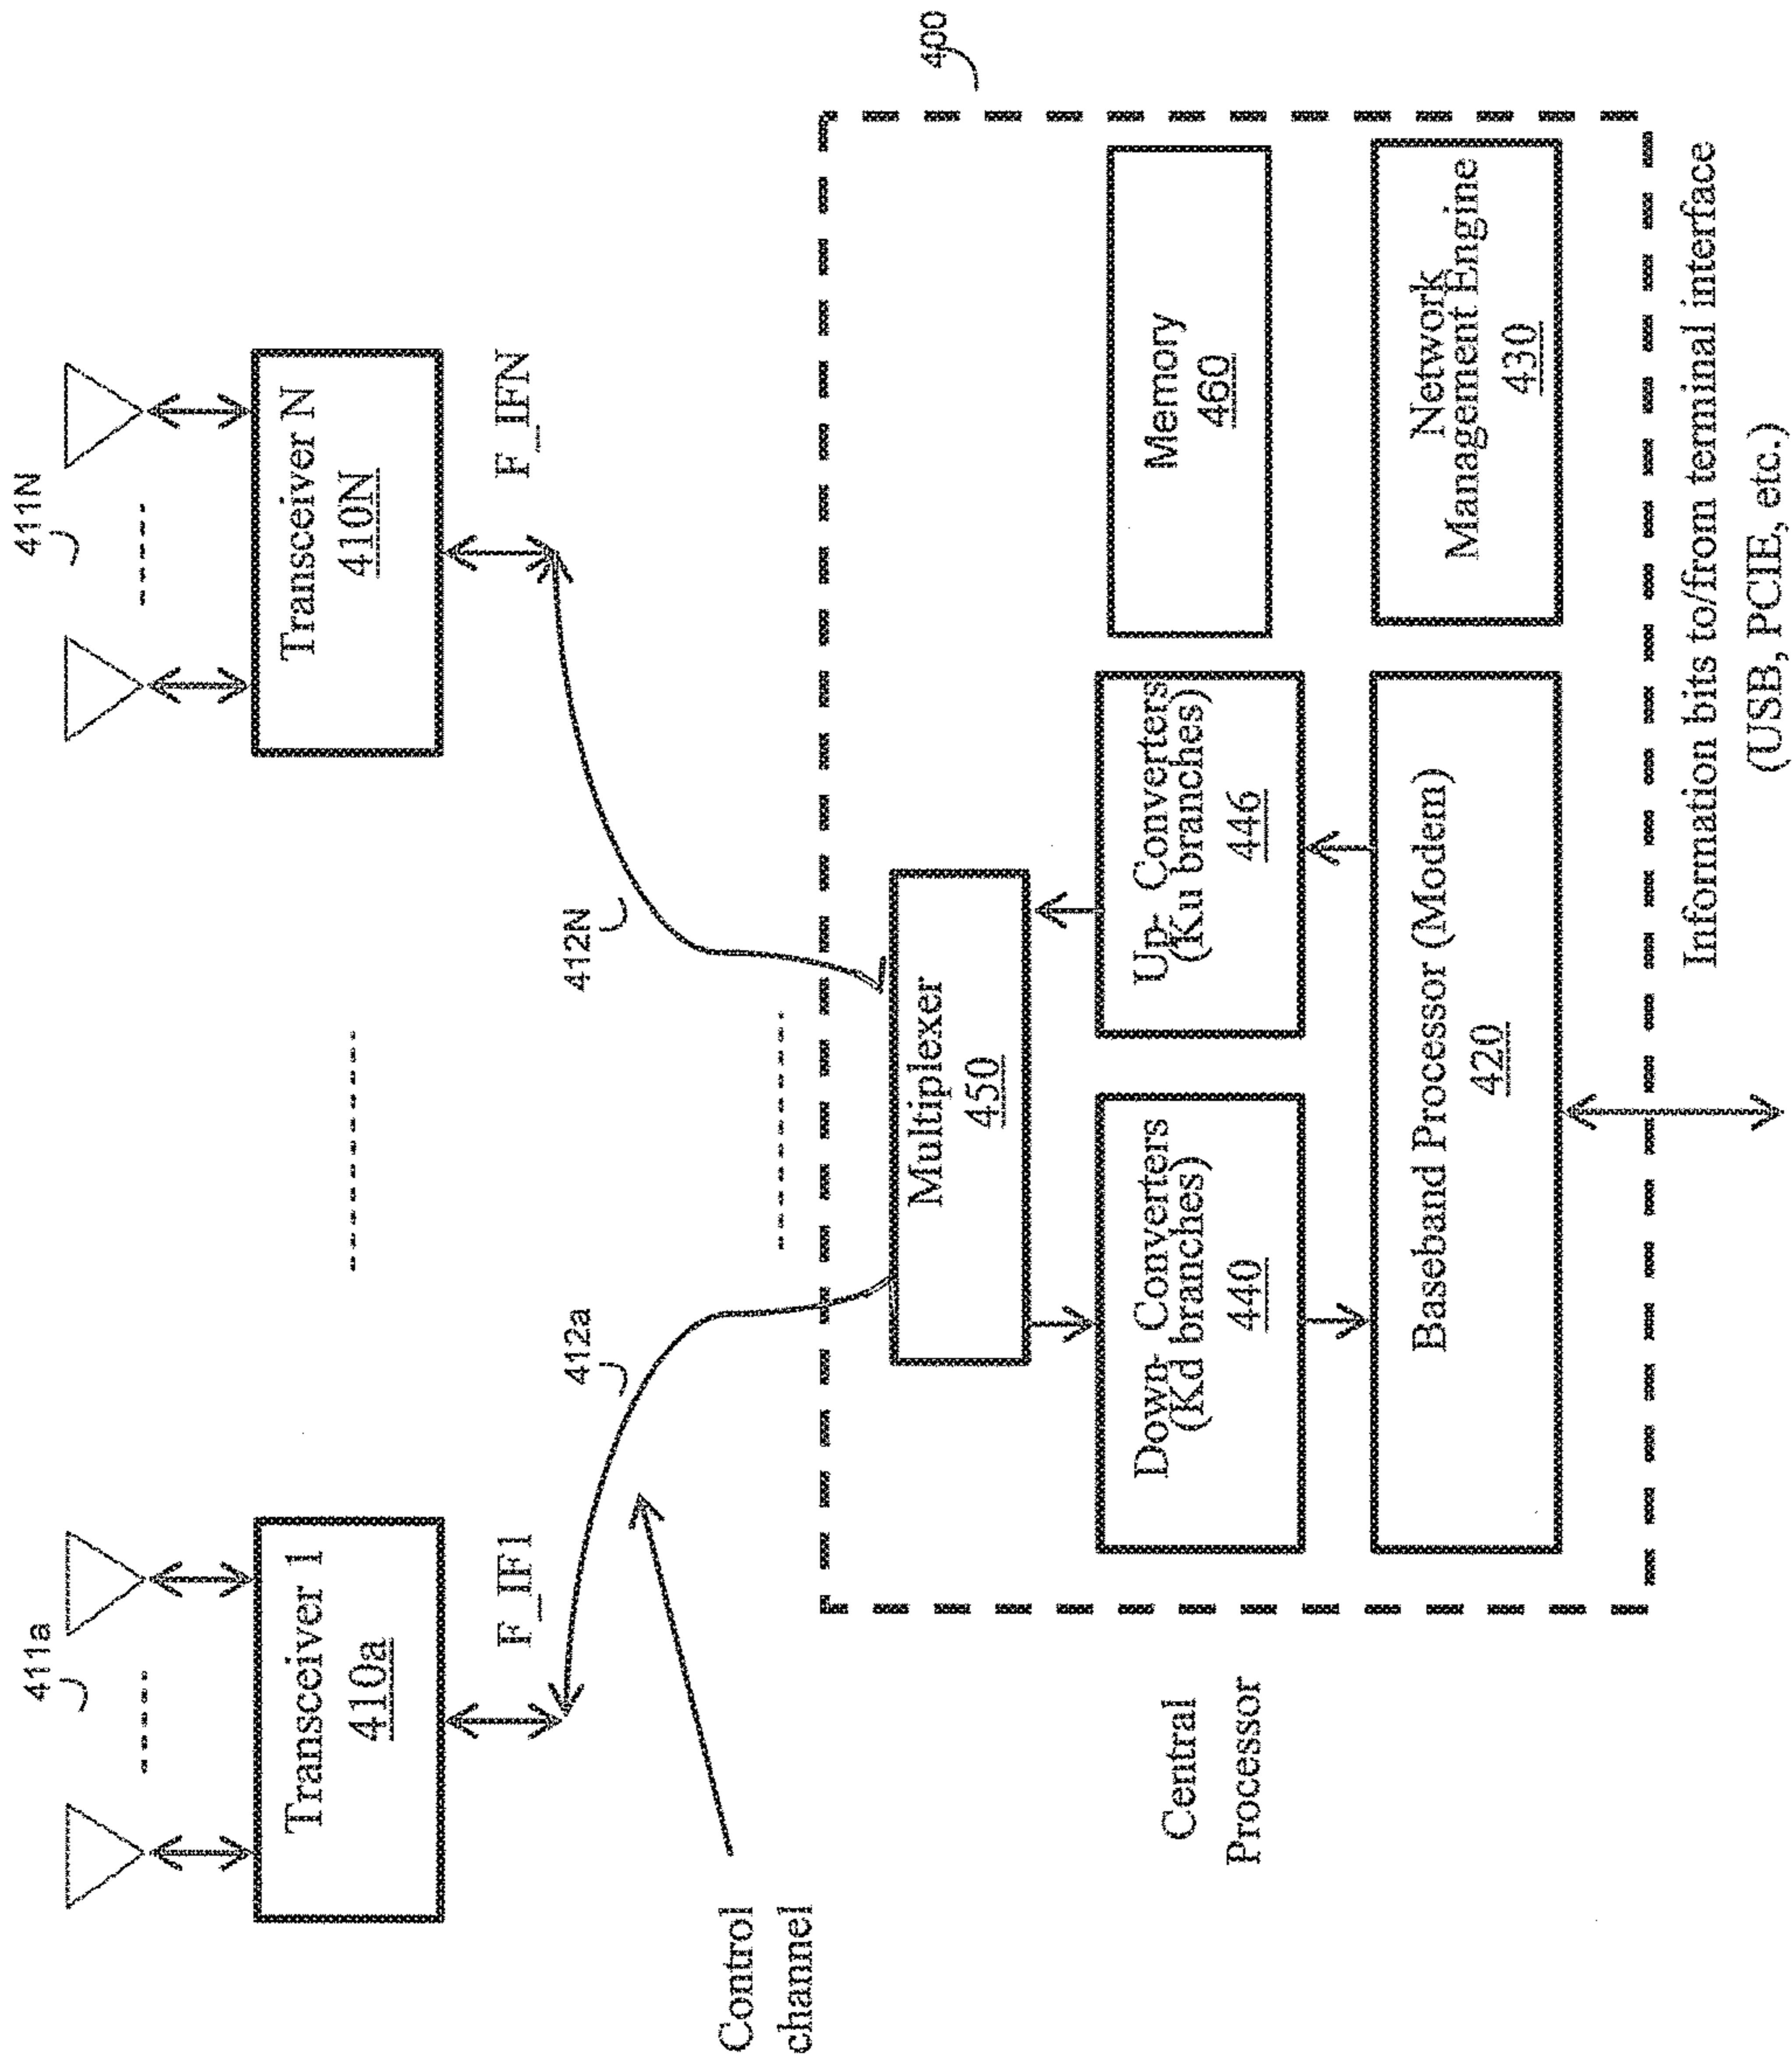 411a
411N
Transceiver 1
410a
Transceiver N
410N
F_IF1
F_IFN
412a
412N
Control
channel
400
Central
Processor
Multiplexer
450
Down- Converters
(Kd branches)
440
Up- Converters
(Ku branches)
446
Memory
460
Baseband Processor (Modem)
420
Network
Management Engine
430
Information bits to/from terminal interface
(USB, PCIE, etc.)